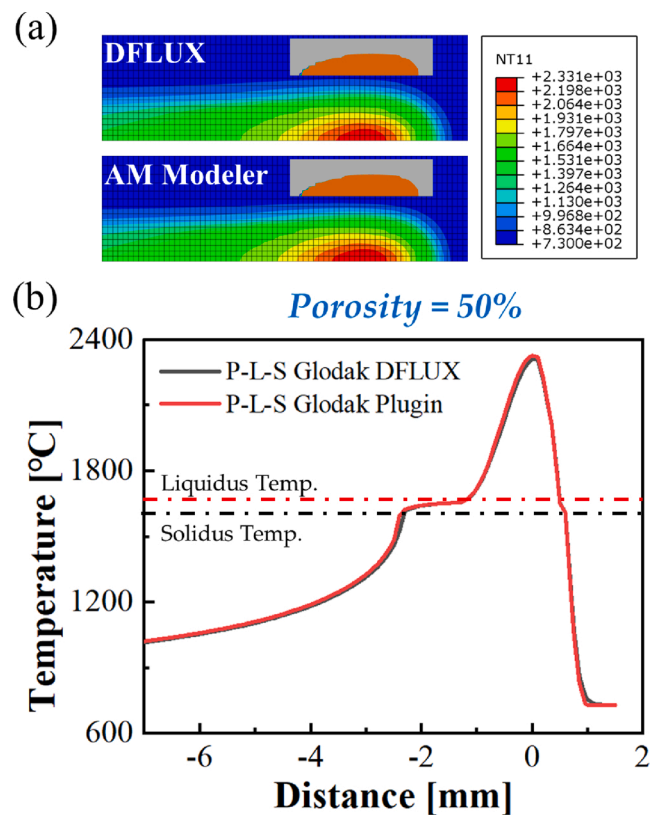 (a)
DFLUX
AM Modeler
NT11
+2.331e+03
+2.198e+03
+2.064e+03
+1.931e+03
+1.797e+03
+1.664e+03
+1.531e+03
+1.397e+03
+1.264e+03
+1.130e+03
+9.968e+02
+8.634e+02
+7.300e+02
(b)
Porosity = 50%
2400
1800
1200
600
Temperature [°C]
P-L-S Glodak DFLUX
P-L-S Glodak Plugin
Liquidus Temp.
Solidus Temp.
-6 -4 -2 0 2
Distance [mm]